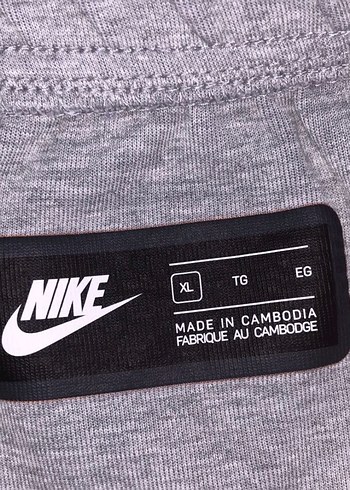 NIKE
XL TG EG
MADE IN CAMBODIA
FABRIQUE AU CAMBODGE